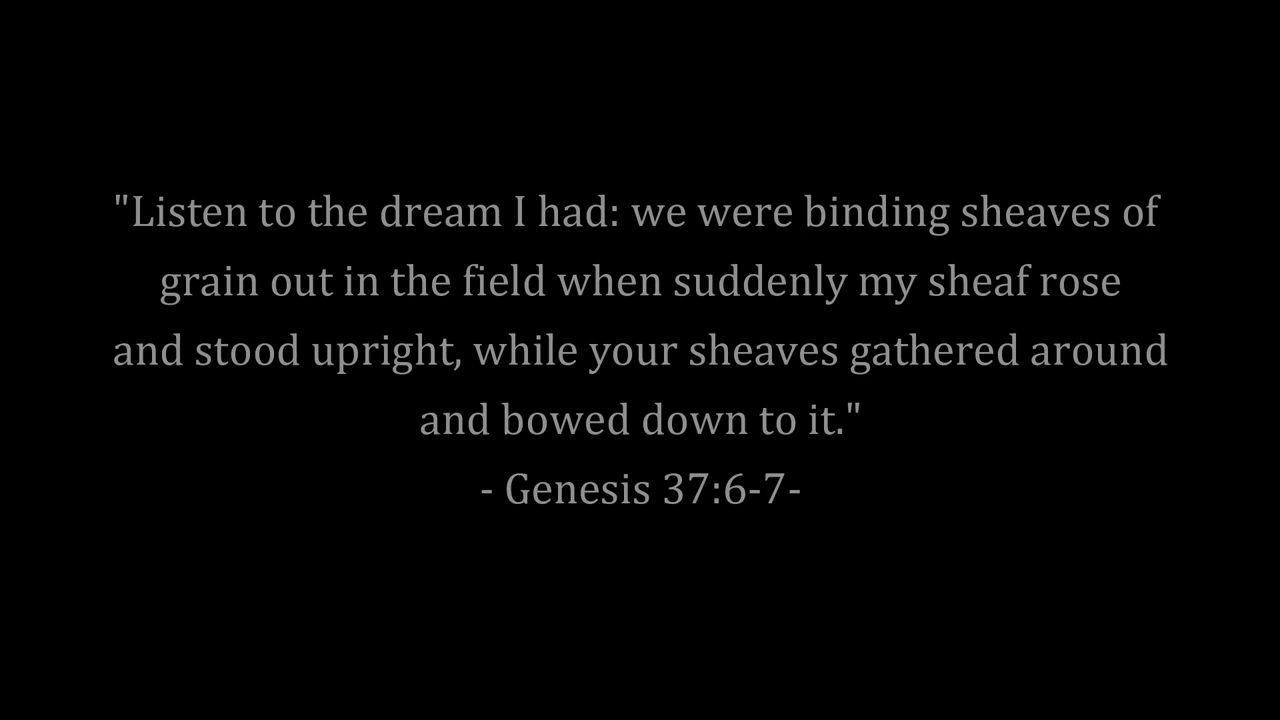 "Listen to the dream I had: we were binding sheaves of
grain out in the field when suddenly my sheaf rose
and stood upright, while your sheaves gathered around
and bowed down to it."
- Genesis 37:6-7-